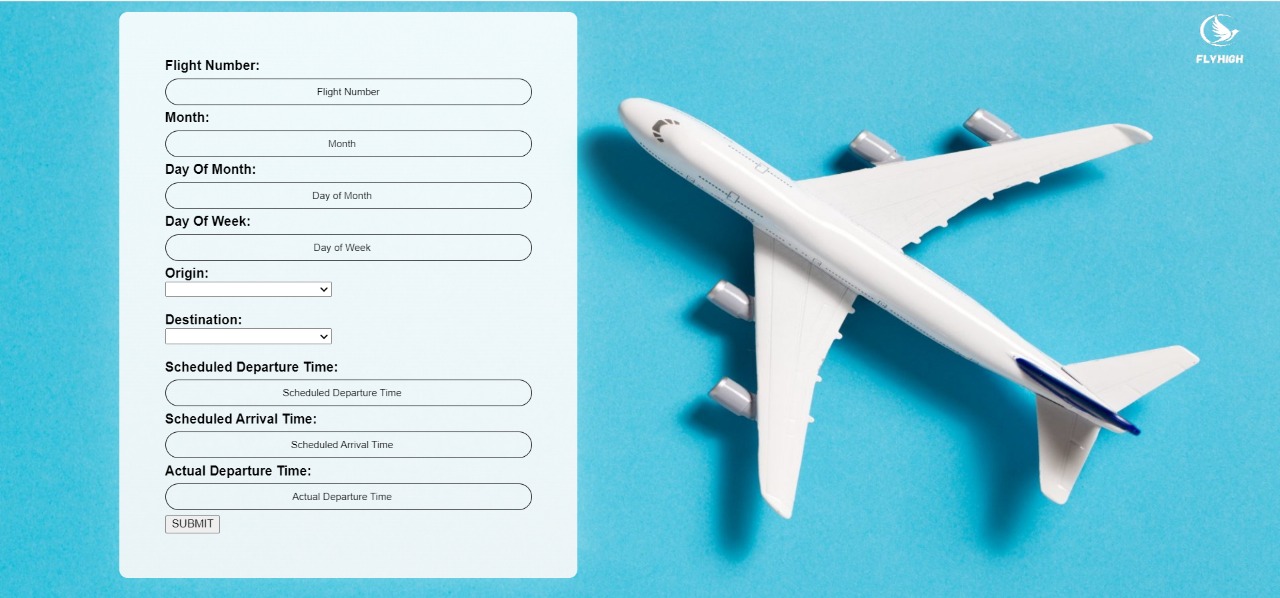 FLYHIGH
Flight Number:
Flight Number
Month:
Month
Day Of Month:
Day of Month
Day Of Week:
Day of Week
Origin:
Destination:
Scheduled Departure Time:
Scheduled Departure Time
Scheduled Arrival Time:
Scheduled Arrival Time
Actual Departure Time:
Actual Departure Time
SUBMIT